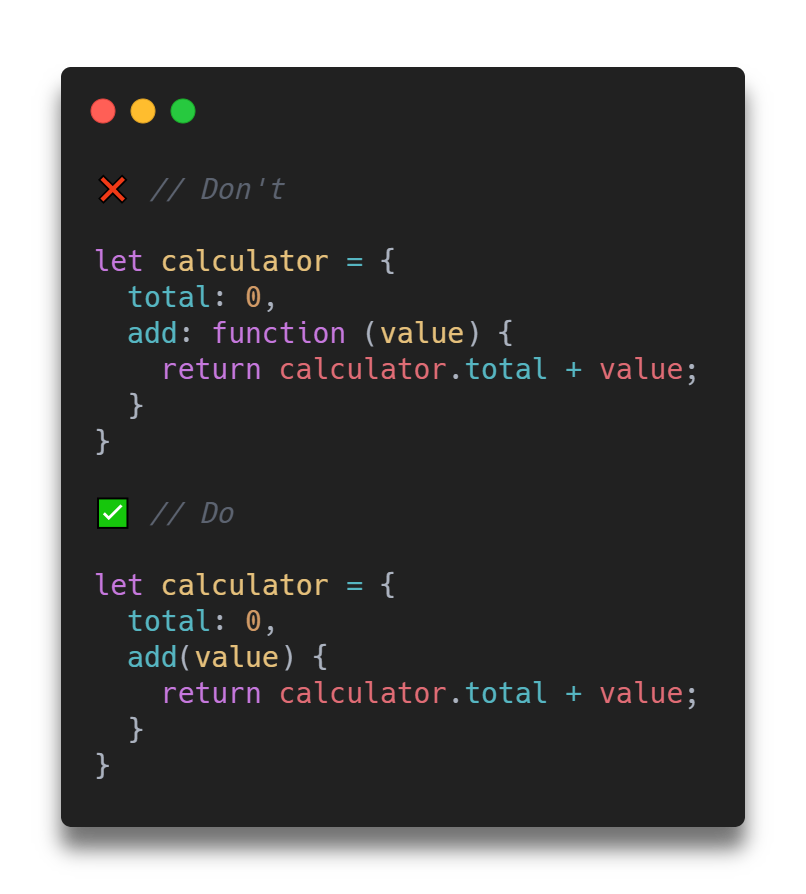 ❌ // Don't
let calculator = {
  total: 0,
  add: function (value) {
    return calculator.total + value;
  }
}
✅ // Do
let calculator = {
  total: 0,
  add(value) {
    return calculator.total + value;
  }
}